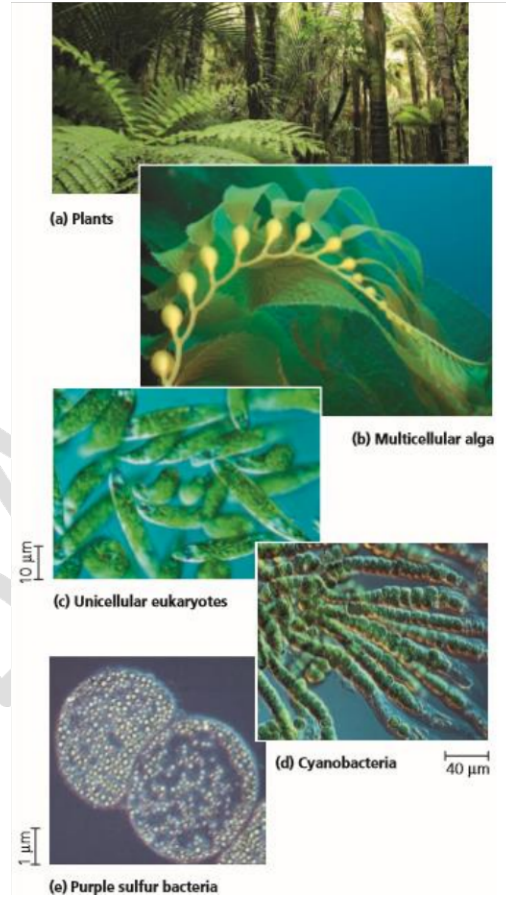 (a) Plants
(b) Multicellular alga
10 µm
(c) Unicellular eukaryotes
(d) Cyanobacteria
40 µm
1 µm
(e) Purple sulfur bacteria